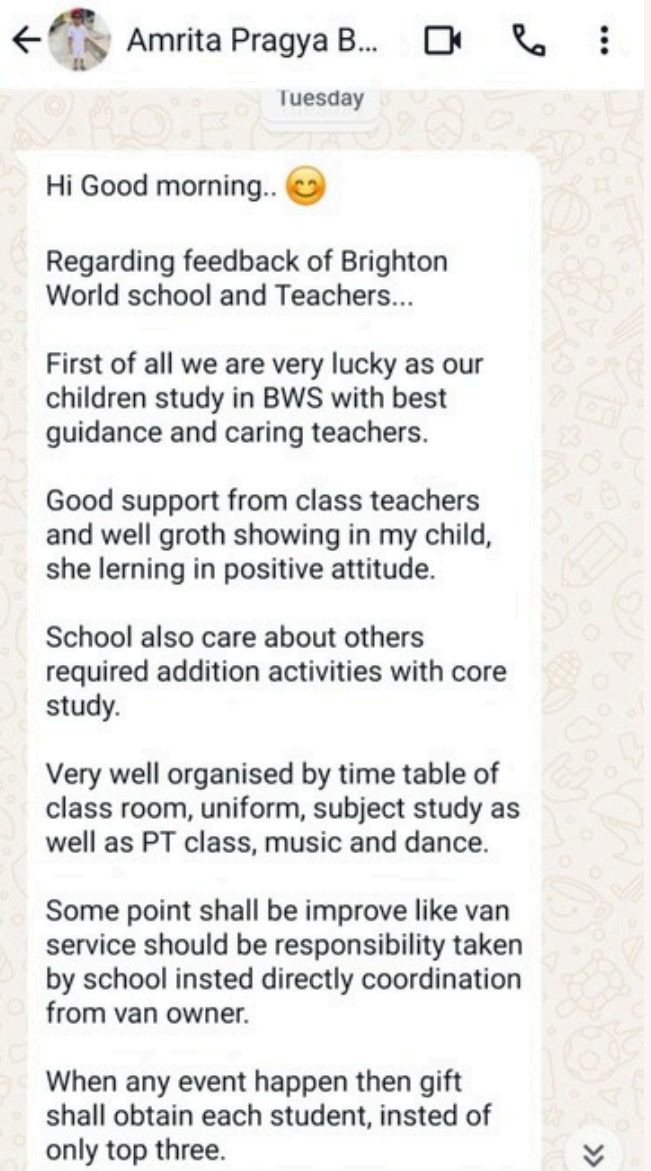 Amrita Pragya B...
Tuesday
Hi Good morning.. 😊
Regarding feedback of Brighton
World school and Teachers...
First of all we are very lucky as our
children study in BWS with best
guidance and caring teachers.
Good support from class teachers
and well groth showing in my child,
she lerning in positive attitude.
School also care about others
required addition activities with core
study.
Very well organised by time table of
class room, uniform, subject study as
well as PT class, music and dance.
Some point shall be improve like van
service should be responsibility taken
by school insted directly coordination
from van owner.
When any event happen then gift
shall obtain each student, insted of
only top three.